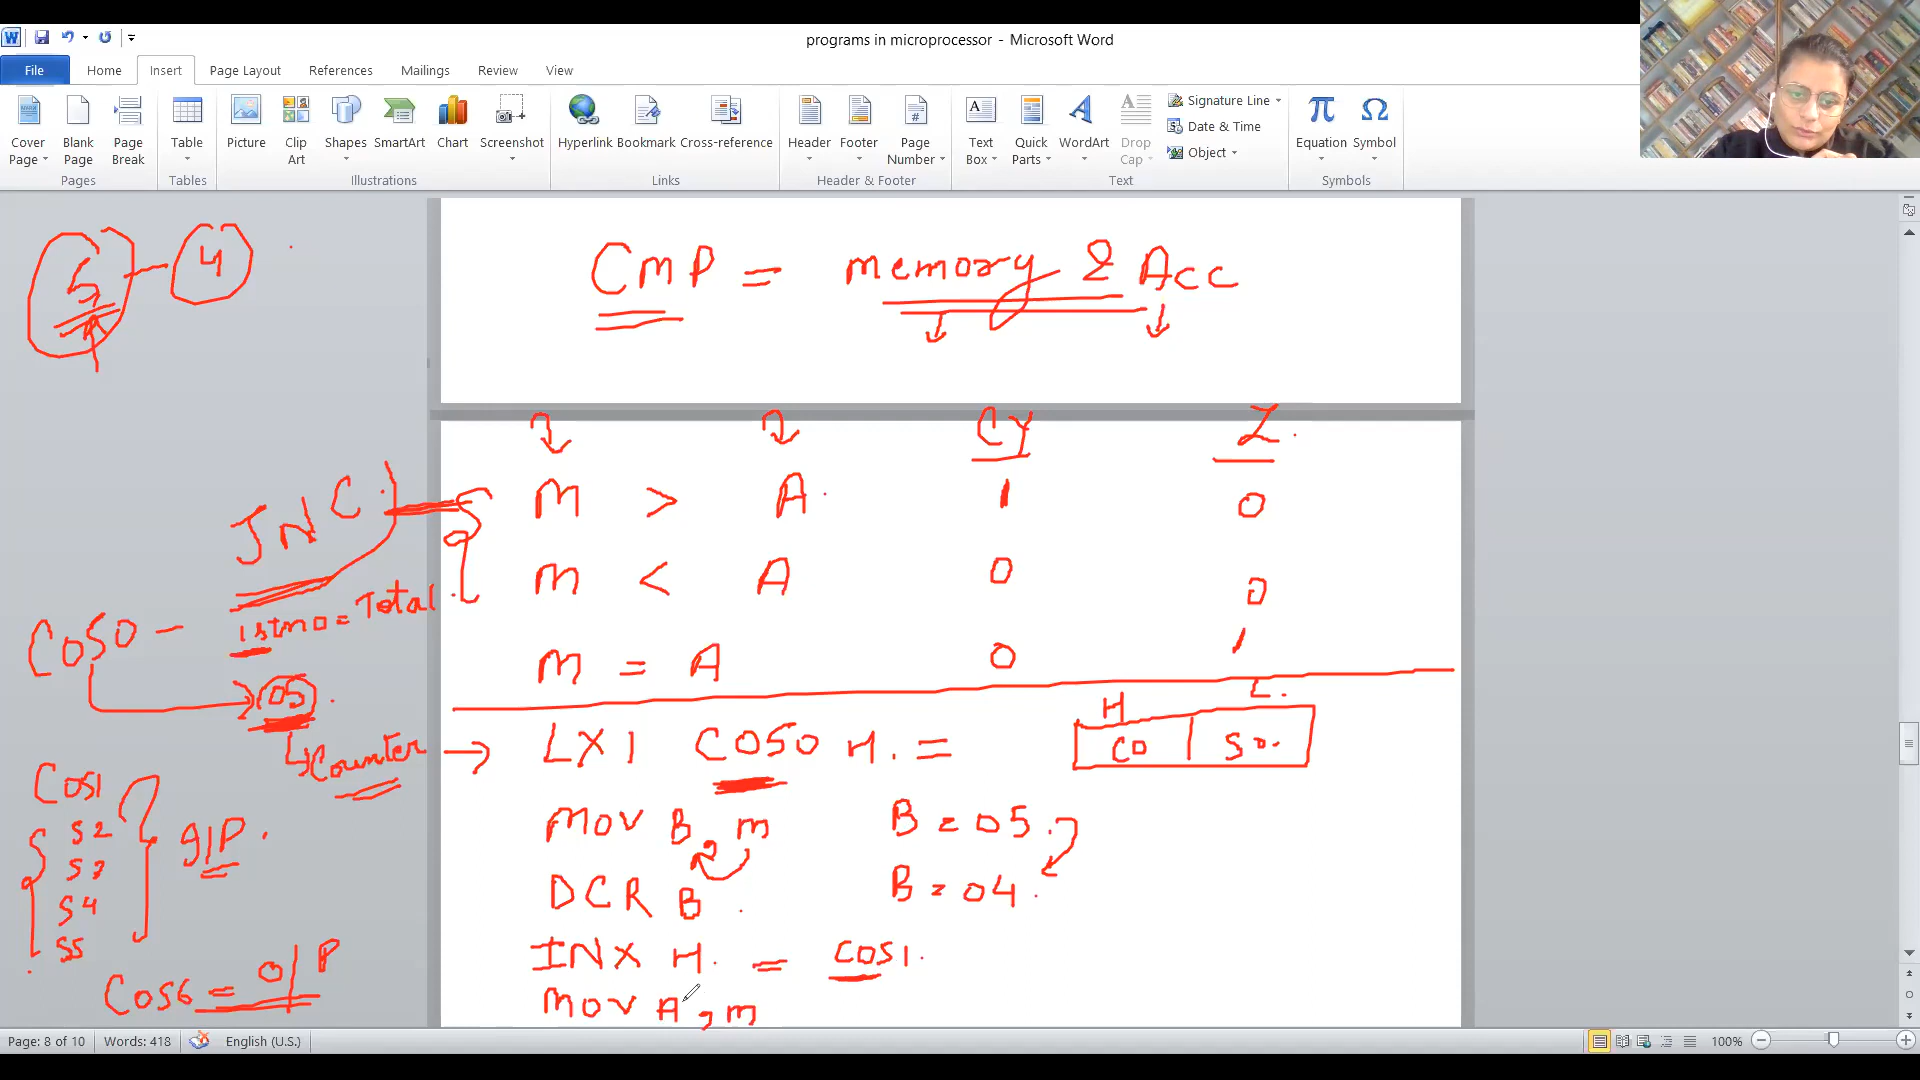 programs in microprocessor - Microsoft Word
File Home Insert Page Layout References Mailings Review View
Cover Page Blank Page Page Break Table Picture Clip Art Shapes SmartArt Chart Screenshot Hyperlink Bookmark Cross-reference Header Footer Page Number Text Box Quick Parts WordArt Drop Cap Signature Line Date & Time Object Equation Symbol
Pages Tables Illustrations Links Header & Footer Text Symbols
5 - 4
CMP = memory & Acc
CY Z
M > A 1 0
JNC
m < A 0 0
C050 - 1st no = Total
m = A 0 1
05
Counter
H L
LXI C050 H. = C0 50
C051
52
53
54
55
I/P
MOV B, m B = 05
DCR B B = 04
INX H. = C051
C056 = O/P
MOV A, m
Page: 8 of 10 Words: 418 English (U.S.) 100%